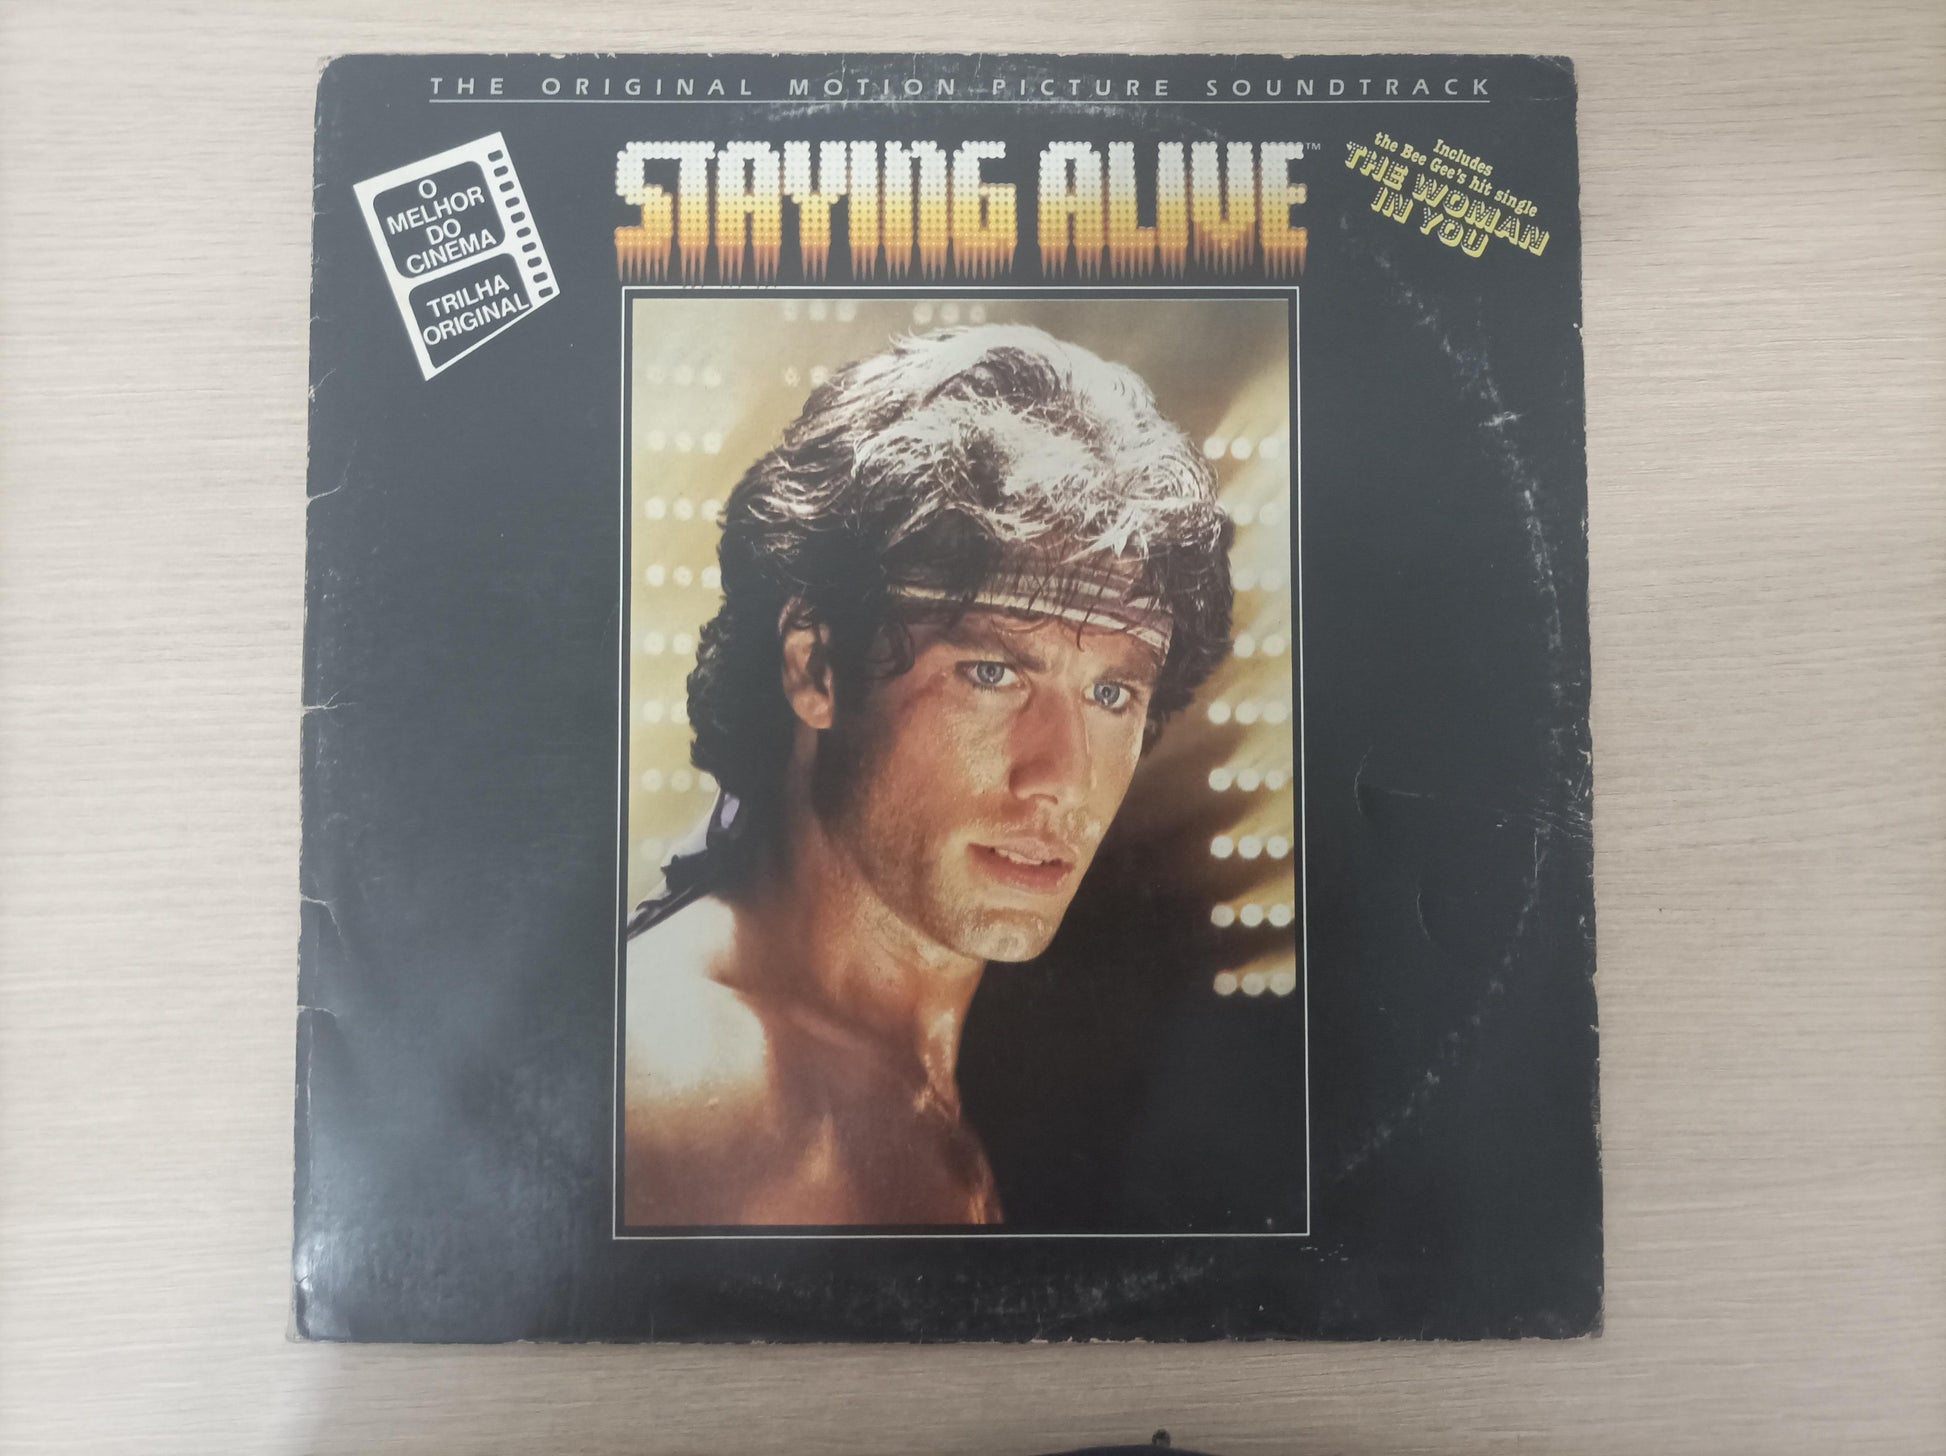 THE ORIGINAL MOTION PICTURE SOUNDTRACK
STAYING ALIVE™
O
MELHOR
DO
CINEMA
TRILHA
ORIGINAL
Includes
the Bee Gee's hit single
THE WOMAN
IN YOU